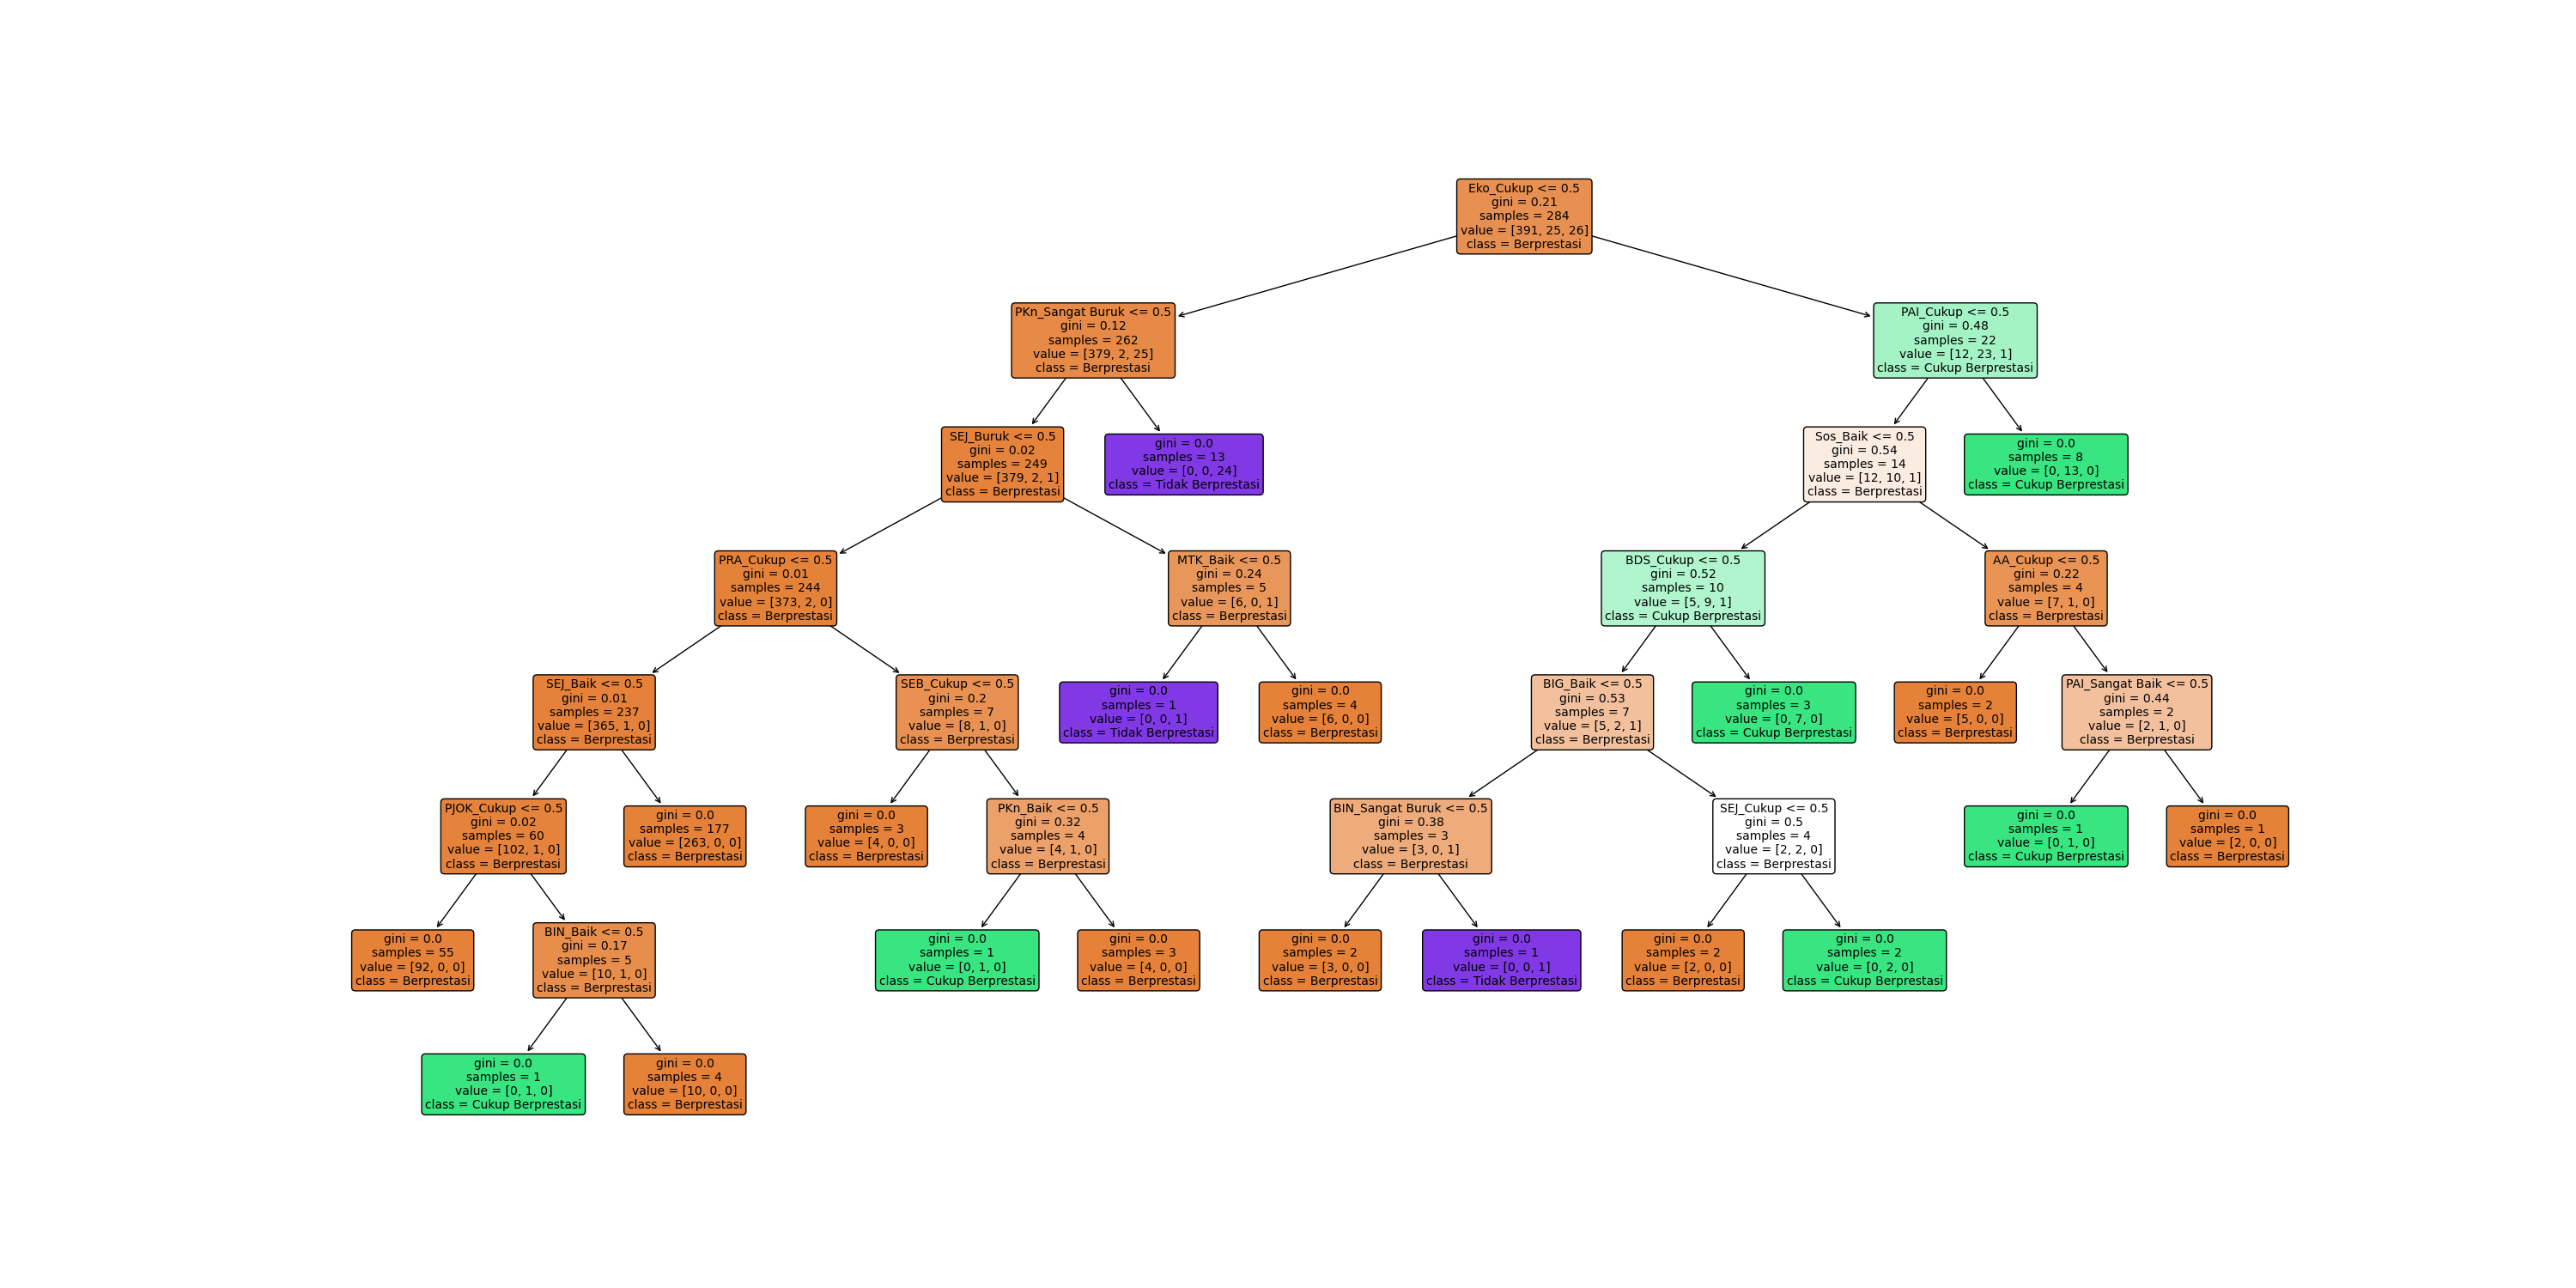 Eko_Cukup <= 0.5
gini = 0.21
samples = 284
value = [391, 25, 26]
class = Berprestasi
PKn_Sangat Buruk <= 0.5
gini = 0.12
samples = 262
value = [379, 2, 25]
class = Berprestasi
PAI_Cukup <= 0.5
gini = 0.48
samples = 22
value = [12, 23, 1]
class = Cukup Berprestasi
SEJ_Buruk <= 0.5
gini = 0.02
samples = 249
value = [379, 2, 1]
class = Berprestasi
gini = 0.0
samples = 13
value = [0, 0, 24]
class = Tidak Berprestasi
Sos_Baik <= 0.5
gini = 0.54
samples = 14
value = [12, 10, 1]
class = Berprestasi
gini = 0.0
samples = 8
value = [0, 13, 0]
class = Cukup Berprestasi
PRA_Cukup <= 0.5
gini = 0.01
samples = 244
value = [373, 2, 0]
class = Berprestasi
MTK_Baik <= 0.5
gini = 0.24
samples = 5
value = [6, 0, 1]
class = Berprestasi
BDS_Cukup <= 0.5
gini = 0.52
samples = 10
value = [5, 9, 1]
class = Cukup Berprestasi
AA_Cukup <= 0.5
gini = 0.22
samples = 4
value = [7, 1, 0]
class = Berprestasi
SEJ_Baik <= 0.5
gini = 0.01
samples = 237
value = [365, 1, 0]
class = Berprestasi
SEB_Cukup <= 0.5
gini = 0.2
samples = 7
value = [8, 1, 0]
class = Berprestasi
gini = 0.0
samples = 1
value = [0, 0, 1]
class = Tidak Berprestasi
gini = 0.0
samples = 4
value = [6, 0, 0]
class = Berprestasi
BIG_Baik <= 0.5
gini = 0.53
samples = 7
value = [5, 2, 1]
class = Berprestasi
gini = 0.0
samples = 3
value = [0, 7, 0]
class = Cukup Berprestasi
gini = 0.0
samples = 2
value = [5, 0, 0]
class = Berprestasi
PAI_Sangat Baik <= 0.5
gini = 0.44
samples = 2
value = [2, 1, 0]
class = Berprestasi
PJOK_Cukup <= 0.5
gini = 0.02
samples = 60
value = [102, 1, 0]
class = Berprestasi
gini = 0.0
samples = 177
value = [263, 0, 0]
class = Berprestasi
gini = 0.0
samples = 3
value = [4, 0, 0]
class = Berprestasi
PKn_Baik <= 0.5
gini = 0.32
samples = 4
value = [4, 1, 0]
class = Berprestasi
BIN_Sangat Buruk <= 0.5
gini = 0.38
samples = 3
value = [3, 0, 1]
class = Berprestasi
SEJ_Cukup <= 0.5
gini = 0.5
samples = 4
value = [2, 2, 0]
class = Berprestasi
gini = 0.0
samples = 1
value = [0, 1, 0]
class = Cukup Berprestasi
gini = 0.0
samples = 1
value = [2, 0, 0]
class = Berprestasi
gini = 0.0
samples = 55
value = [92, 0, 0]
class = Berprestasi
BIN_Baik <= 0.5
gini = 0.17
samples = 5
value = [10, 1, 0]
class = Berprestasi
gini = 0.0
samples = 1
value = [0, 1, 0]
class = Cukup Berprestasi
gini = 0.0
samples = 3
value = [4, 0, 0]
class = Berprestasi
gini = 0.0
samples = 2
value = [3, 0, 0]
class = Berprestasi
gini = 0.0
samples = 1
value = [0, 0, 1]
class = Tidak Berprestasi
gini = 0.0
samples = 2
value = [2, 0, 0]
class = Berprestasi
gini = 0.0
samples = 2
value = [0, 2, 0]
class = Cukup Berprestasi
gini = 0.0
samples = 1
value = [0, 1, 0]
class = Cukup Berprestasi
gini = 0.0
samples = 4
value = [10, 0, 0]
class = Berprestasi